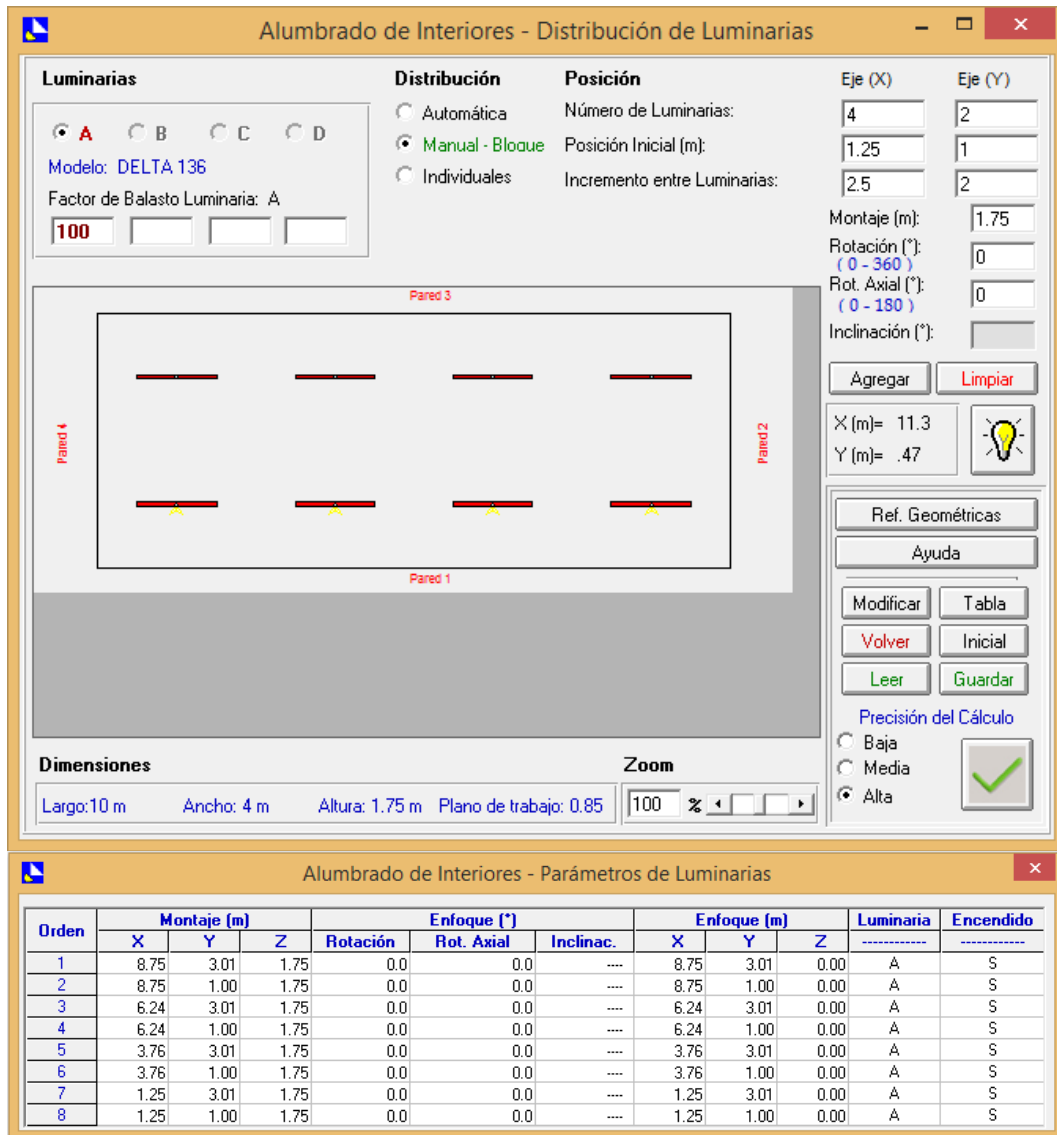 Alumbrado de Interiores - Distribución de Luminarias
Luminarias
A B C D
Modelo: DELTA 136
Factor de Balasto Luminaria: A
100
Distribución
Automática
Manual - Bloque
Individuales
Posición
Eje (X) Eje (Y)
Número de Luminarias: 4 2
Posición Inicial (m): 1.25 1
Incremento entre Luminarias: 2.5 2
Montaje (m): 1.75
Rotación (°): 0
( 0 - 360 )
Rot. Axial (°): 0
( 0 - 180 )
Inclinación (°):
Agregar Limpiar
X (m)= 11.3
Y (m)= .47
Pared 3
Pared 4
Pared 2
Pared 1
Ref. Geométricas
Ayuda
Modificar Tabla
Volver Inicial
Leer Guardar
Precisión del Cálculo
Baja
Media
Alta
Dimensiones
Largo:10 m Ancho: 4 m Altura: 1.75 m Plano de trabajo: 0.85
Zoom
100 %
Alumbrado de Interiores - Parámetros de Luminarias
Orden Montaje (m) Enfoque (°) Enfoque (m) Luminaria Encendido
X Y Z Rotación Rot. Axial Inclinac. X Y Z ------------ ------------
1 8.75 3.01 1.75 0.0 0.0 ---- 8.75 3.01 0.00 A S
2 8.75 1.00 1.75 0.0 0.0 ---- 8.75 1.00 0.00 A S
3 6.24 3.01 1.75 0.0 0.0 ---- 6.24 3.01 0.00 A S
4 6.24 1.00 1.75 0.0 0.0 ---- 6.24 1.00 0.00 A S
5 3.76 3.01 1.75 0.0 0.0 ---- 3.76 3.01 0.00 A S
6 3.76 1.00 1.75 0.0 0.0 ---- 3.76 1.00 0.00 A S
7 1.25 3.01 1.75 0.0 0.0 ---- 1.25 3.01 0.00 A S
8 1.25 1.00 1.75 0.0 0.0 ---- 1.25 1.00 0.00 A S